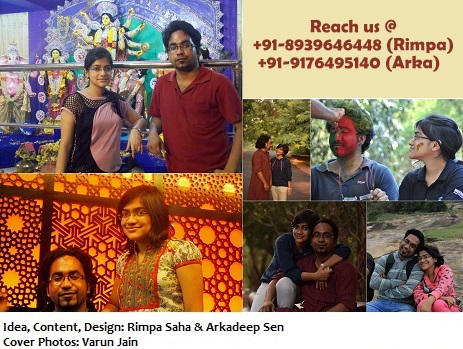 Reach us @
+91-8939646448 (Rimpa)
+91-9176495140 (Arka)
Idea, Content, Design: Rimpa Saha & Arkadeep Sen
Cover Photos: Varun Jain